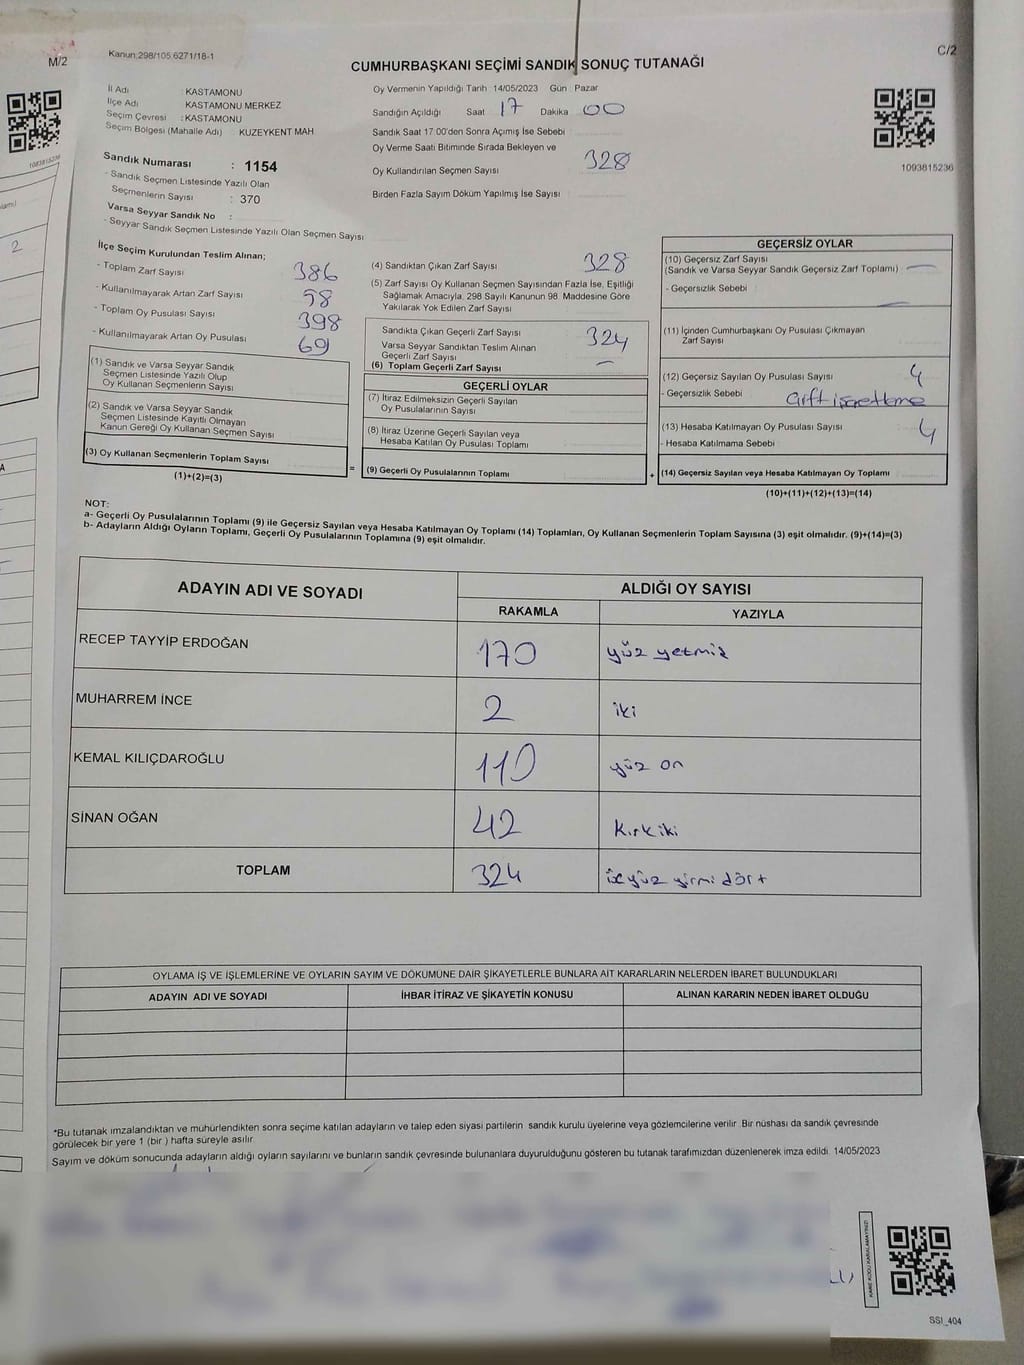 M/2
Kanun:298/105 6271/18-1
CUMHURBAŞKANI SEÇİMİ SANDIK SONUÇ TUTANAĞI
C/2
İl Adı : KASTAMONU
İlçe Adı : KASTAMONU MERKEZ
Seçim Çevresi : KASTAMONU
Seçim Bölgesi (Mahalle Adı) : KUZEYKENT MAH
Oy Vermenin Yapıldığı Tarih 14/05/2023 Gün : Pazar
Sandığın Açıldığı Saat 17 Dakika 00
Sandık Saat 17 00'den Sonra Açımış İse Sebebi
Oy Verme Saati Bitiminde Sırada Bekleyen ve
Oy Kullandırılan Seçmen Sayısı 328
Birden Fazla Sayım Döküm Yapılmış İse Sayısı
1093815236
1093815236
Sandık Numarası : 1154
- Sandık Seçmen Listesinde Yazılı Olan
Seçmenlerin Sayısı : 370
Varsa Seyyar Sandık No :
- Seyyar Sandık Seçmen Listesinde Yazılı Olan Seçmen Sayısı
İlçe Seçim Kurulundan Teslim Alınan;
- Toplam Zarf Sayısı 386
- Kullanılmayarak Artan Zarf Sayısı 58
- Toplam Oy Pusulası Sayısı 398
- Kullanılmayarak Artan Oy Pusulası 69
(1) Sandık ve Varsa Seyyar Sandık
Seçmen Listesinde Yazılı Olup
Oy Kullanan Seçmenlerin Sayısı
(2) Sandık ve Varsa Seyyar Sandık
Seçmen Listesinde Kayıtlı Olmayan
Kanun Gereği Oy Kullanan Seçmen Sayısı
(3) Oy Kullanan Seçmenlerin Toplam Sayısı
(1)+(2)=(3)
=
(4) Sandıktan Çıkan Zarf Sayısı 328
(5) Zarf Sayısı Oy Kullanan Seçmen Sayısından Fazla İse, Eşitliği
Sağlamak Amacıyla, 298 Sayılı Kanunun 98. Maddesine Göre
Yakılarak Yok Edilen Zarf Sayısı
Sandıkta Çıkan Geçerli Zarf Sayısı 324
Varsa Seyyar Sandıktan Teslim Alınan
Geçerli Zarf Sayısı
(6) Toplam Geçerli Zarf Sayısı
GEÇERLİ OYLAR
(7) İtiraz Edilmeksizin Geçerli Sayılan
Oy Pusulalarının Sayısı
(8) İtiraz Üzerine Geçerli Sayılan veya
Hesaba Katılan Oy Pusulası Toplamı
(9) Geçerli Oy Pusulalarının Toplamı
+
GEÇERSİZ OYLAR
(10) Geçersiz Zarf Sayısı
(Sandık ve Varsa Seyyar Sandık Geçersiz Zarf Toplamı)
- Geçersizlik Sebebi
(11) İçinden Cumhurbaşkanı Oy Pusulası Çıkmayan
Zarf Sayısı
(12) Geçersiz Sayılan Oy Pusulası Sayısı 4
- Geçersizlik Sebebi Çift işaretleme
(13) Hesaba Katılmayan Oy Pusulası Sayısı 4
- Hesaba Katılmama Sebebi
(14) Geçersiz Sayılan veya Hesaba Katılmayan Oy Toplamı
(10)+(11)+(12)+(13)=(14)
NOT:
a- Geçerli Oy Pusulalarının Toplamı (9) ile Geçersiz Sayılan veya Hesaba Katılmayan Oy Toplamı (14) Toplamları, Oy Kullanan Seçmenlerin Toplam Sayısına (3) eşit olmalıdır. (9)+(14)=(3)
b- Adayların Aldığı Oyların Toplamı, Geçerli Oy Pusulalarının Toplamına (9) eşit olmalıdır.
ADAYIN ADI VE SOYADI ALDIĞI OY SAYISI
RAKAMLA YAZIYLA
RECEP TAYYİP ERDOĞAN 170 yüz yetmiş
MUHARREM İNCE 2 iki
KEMAL KILIÇDAROĞLU 110 yüz on
SİNAN OĞAN 42 Kırk iki
TOPLAM 324 üçyüz yirmi dört
OYLAMA İŞ VE İŞLEMLERİNE VE OYLARIN SAYIM VE DÖKÜMÜNE DAİR ŞİKAYETLERLE BUNLARA AİT KARARLARIN NELERDEN İBARET BULUNDUKLARI
ADAYIN ADI VE SOYADI İHBAR İTİRAZ VE ŞİKAYETİN KONUSU ALINAN KARARIN NEDEN İBARET OLDUĞU
*Bu tutanak imzalandıktan ve mühürlendikten sonra seçime katılan adayların ve talep eden siyasi partilerin sandık kurulu üyelerine veya gözlemcilerine verilir. Bir nüshası da sandık çevresinde
görülecek bir yere 1 (bir) hafta süreyle asılır
Sayım ve döküm sonucunda adayların aldığı oyların sayılarını ve bunların sandık çevresinde bulunanlara duyurulduğunu gösteren bu tutanak tarafımızdan düzenlenerek imza edildi. 14/05/2023
KARE KODU KARALAMAYINIZ!
SSI_404